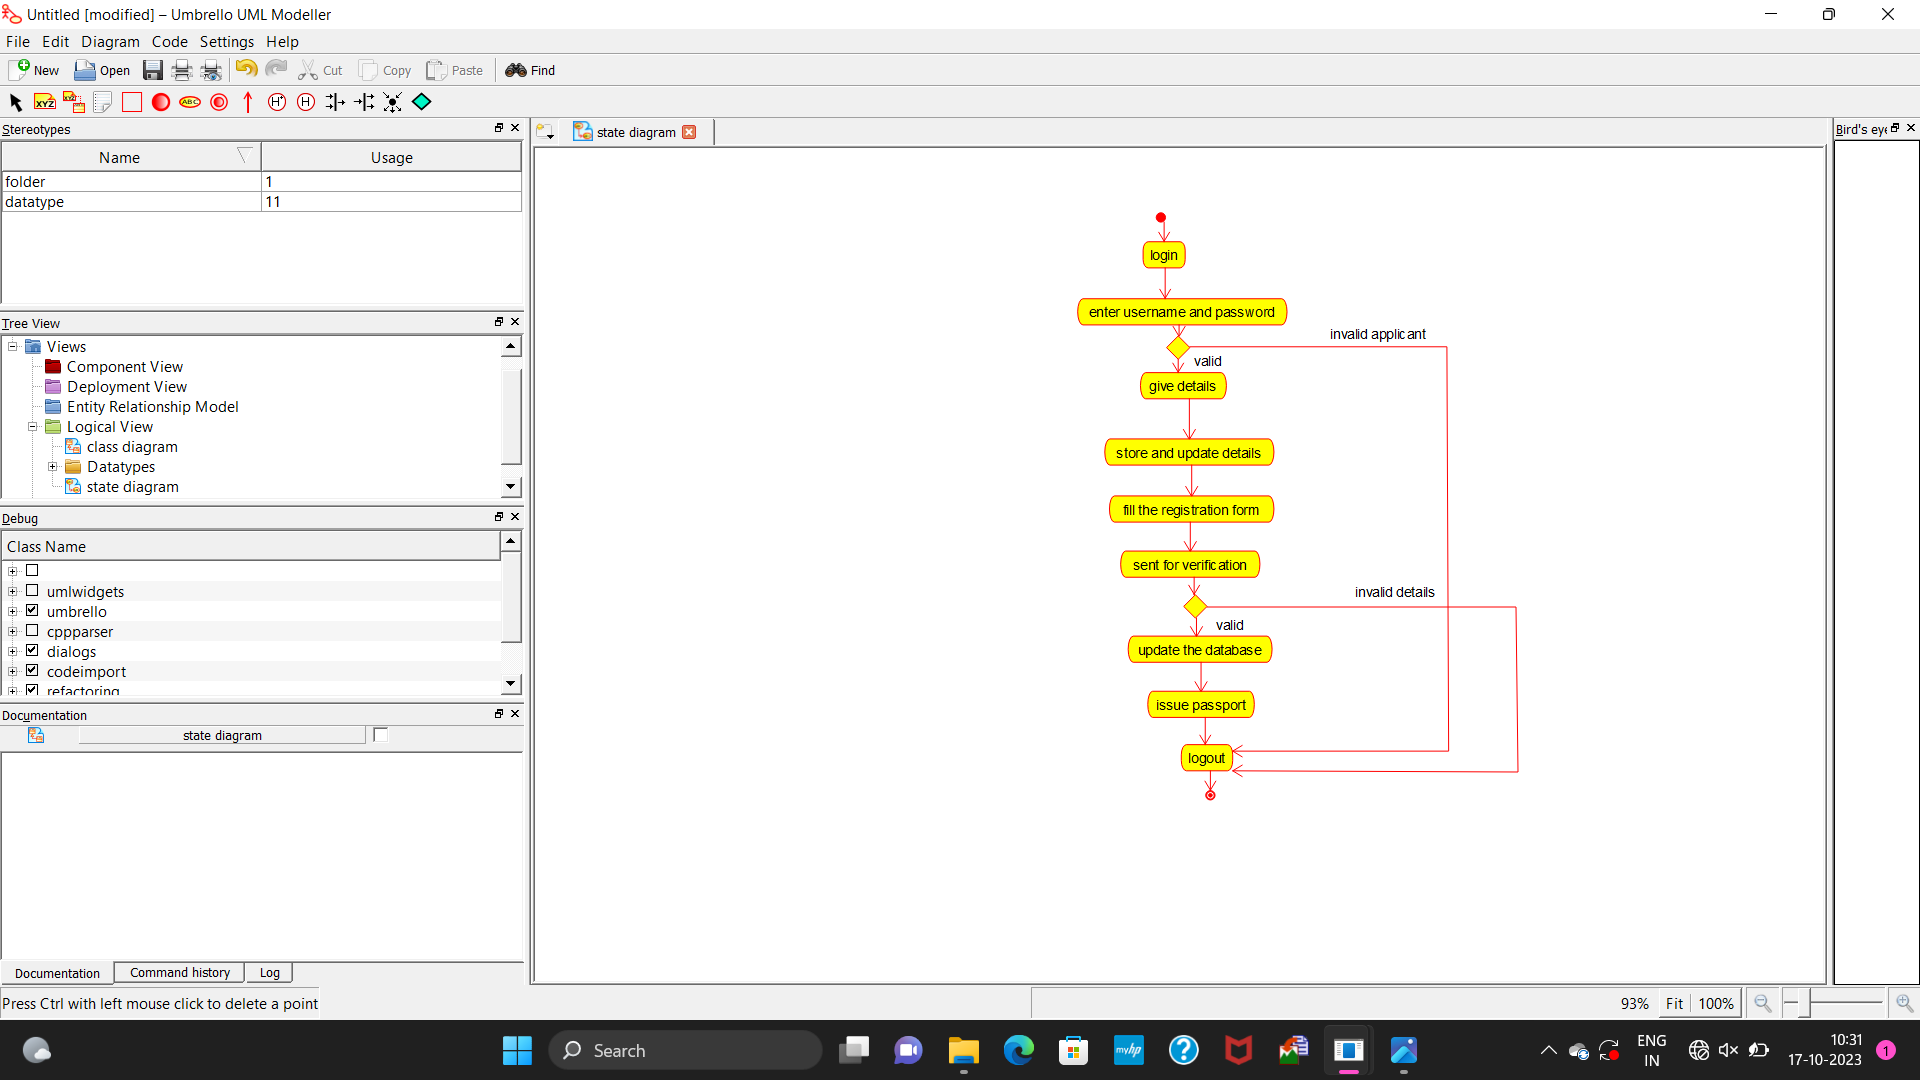 Untitled [modified] – Umbrello UML Modeller
File Edit Diagram Code Settings Help
New Open Cut Copy Paste Find
XYZ XYZ ABC H* H
Stereotypes
Name Usage
folder 1
datatype 11
Tree View
Views
Component View
Deployment View
Entity Relationship Model
Logical View
class diagram
Datatypes
state diagram
Debug
Class Name
umlwidgets
umbrello
cppparser
dialogs
codeimport
refactoring
Documentation
state diagram
Documentation Command history Log
Press Ctrl with left mouse click to delete a point
state diagram
login
enter username and password
invalid applicant
valid
give details
store and update details
fill the registration form
sent for verification
invalid details
valid
update the database
issue passport
logout
Bird's eye
93% Fit 100%
Search
myhp
ENG
IN
10:31
17-10-2023
1